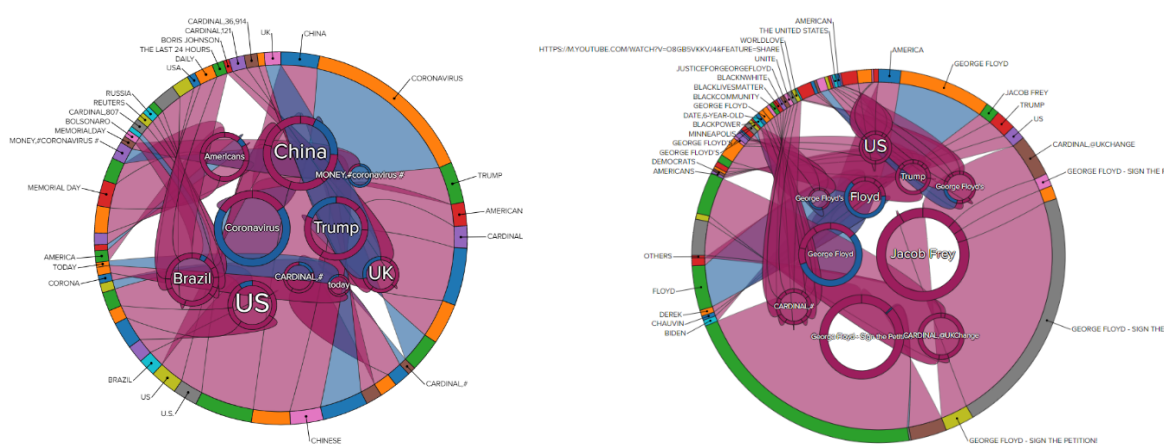 CARDINAL,36,914
CARDINAL,121
BORIS JOHNSON
THE LAST 24 HOURS
DAILY
USA
UK
CHINA
CORONAVIRUS
RUSSIA
REUTERS
CARDINAL,807
BOLSONARO
MEMORIALDAY
MONEY,#CORONAVIRUS #
MEMORIAL DAY
AMERICA
TODAY
CORONA
BRAZIL
US
U.S.
CHINESE
CARDINAL,#
CARDINAL
AMERICAN
TRUMP
Americans
China
MONEY,#coronavirus #
Coronavirus
Trump
Brazil
CARDINAL,#
today
UK
US
AMERICAN
THE UNITED STATES
WORLDLOVE
HTTPS://M.YOUTUBE.COM/WATCH?V=O8GB5VKKVJ4&FEATURE=SHARE
UNITE
JUSTICEFORGEORGEFLOYD
BLACKNWHITE
BLACKLIVESMATTER
BLACKCOMMUNITY
GEORGE FLOYD
DATE,6-YEAR-OLD
BLACKPOWER
MINNEAPOLIS
GEORGE FLOYD'S
GEORGE FLOYD'S
DEMOCRATS
AMERICANS
AMERICA
GEORGE FLOYD
JACOB FREY
TRUMP
US
CARDINAL,@UKCHANGE
GEORGE FLOYD - SIGN THE P
OTHERS
FLOYD
DEREK
CHAUVIN
BIDEN
GEORGE FLOYD - SIGN THE
GEORGE FLOYD - SIGN THE PETITION!
US
Trump
George Floyd's
George Floyd's
Floyd
George Floyd
Jacob Frey
CARDINAL,#
George Floyd - Sign the Petiti
CARDINAL,@UKChange